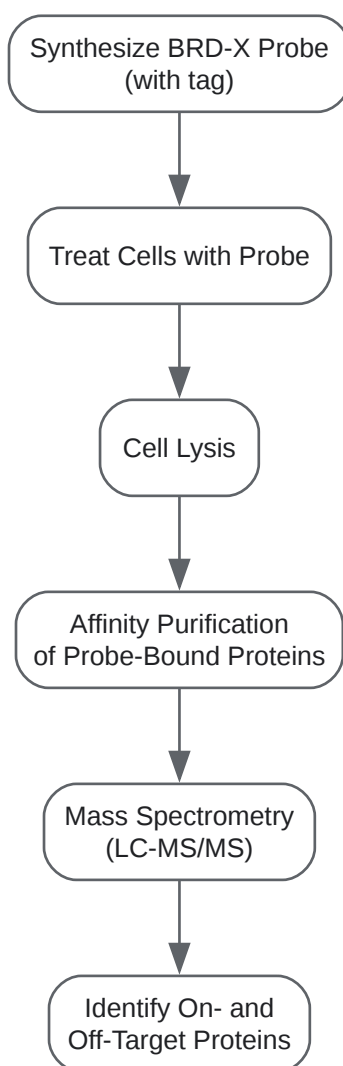 Synthesize BRD-X Probe
(with tag)
Treat Cells with Probe
Cell Lysis
Affinity Purification
of Probe-Bound Proteins
Mass Spectrometry
(LC-MS/MS)
Identify On- and
Off-Target Proteins